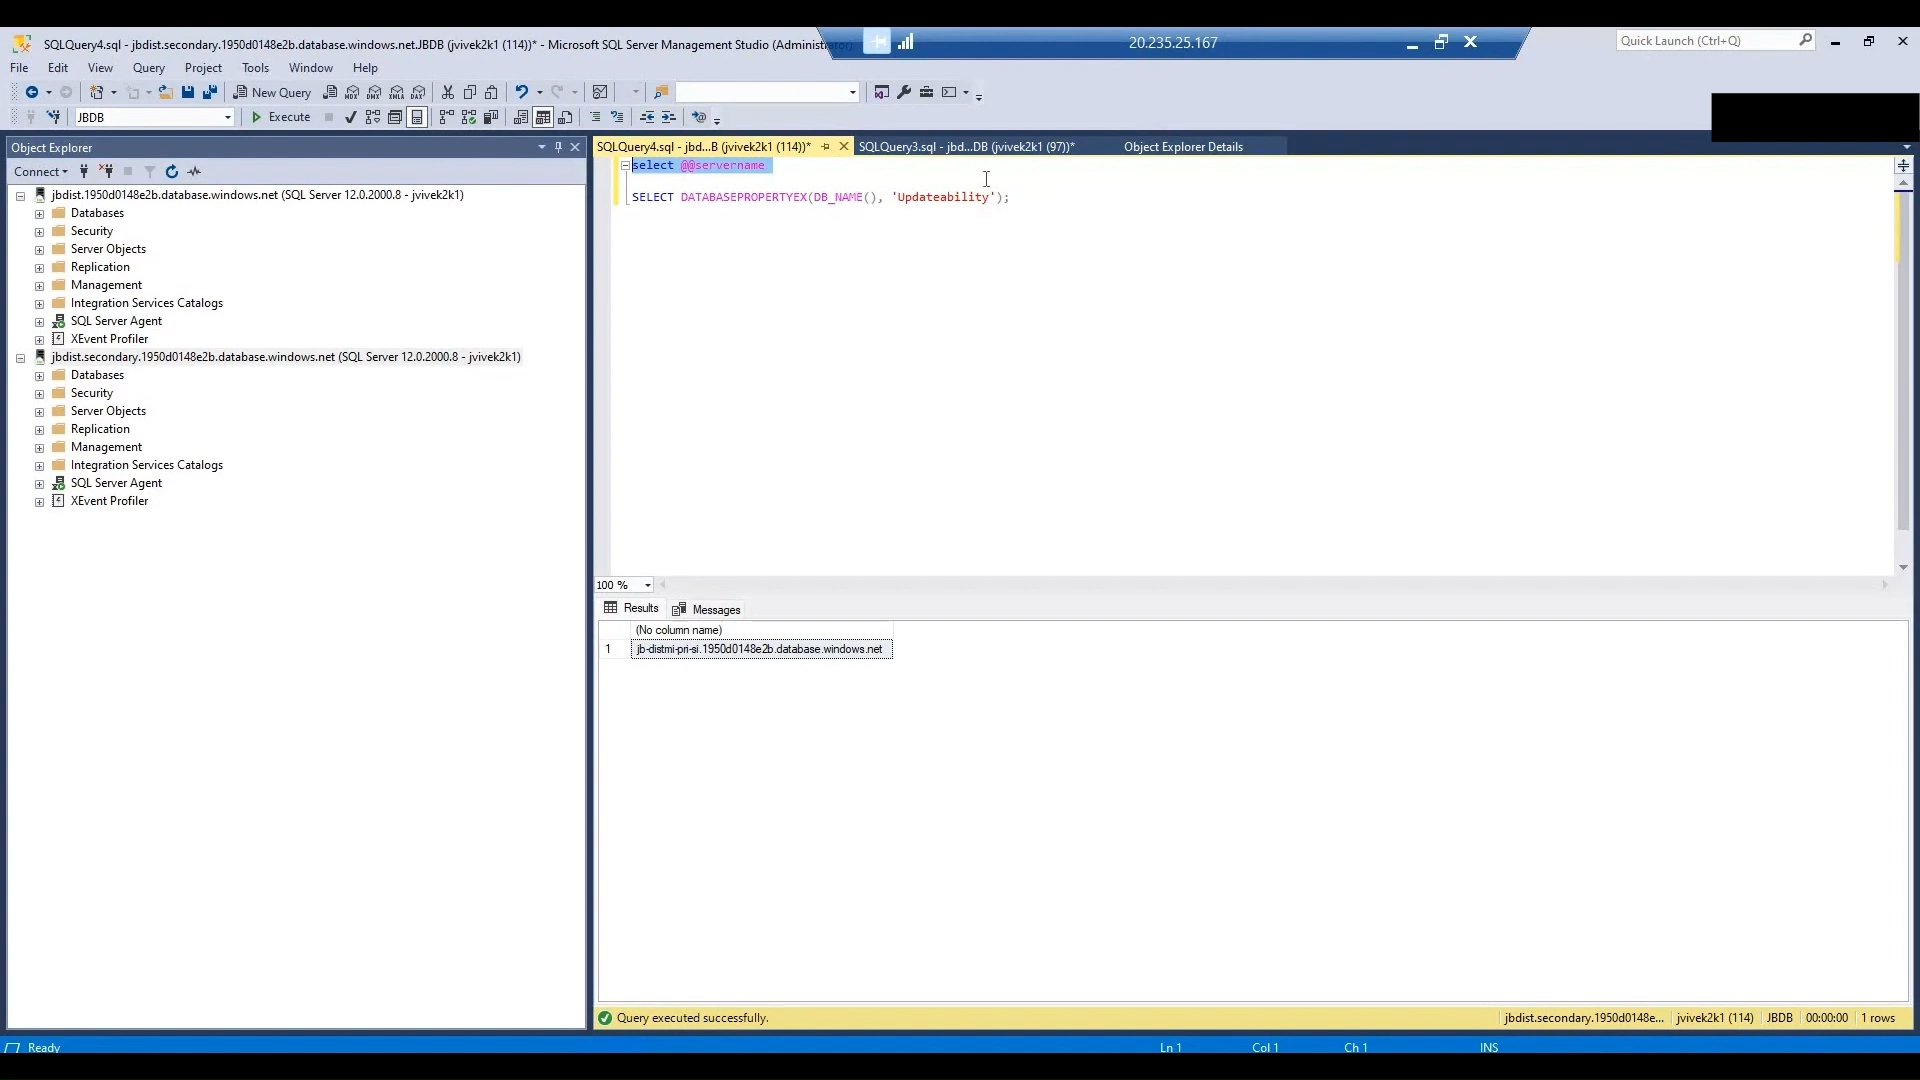 SQLQuery4.sql - jbdist.secondary.1950d0148e2b.database.windows.net.JBDB (jvivek2k1 (114))* - Microsoft SQL Server Management Studio (Administrator)
20.235.25.167
Quick Launch (Ctrl+Q)
File Edit View Query Project Tools Window Help
New Query
JBDB
Execute
Object Explorer
Connect
jbdist.1950d0148e2b.database.windows.net (SQL Server 12.0.2000.8 - jvivek2k1)
Databases
Security
Server Objects
Replication
Management
Integration Services Catalogs
SQL Server Agent
XEvent Profiler
jbdist.secondary.1950d0148e2b.database.windows.net (SQL Server 12.0.2000.8 - jvivek2k1)
Databases
Security
Server Objects
Replication
Management
Integration Services Catalogs
SQL Server Agent
XEvent Profiler
SQLQuery4.sql - jbd...B (jvivek2k1 (114))*
SQLQuery3.sql - jbd...DB (jvivek2k1 (97))*
Object Explorer Details
select @@servername
SELECT DATABASEPROPERTYEX(DB_NAME(), 'Updateability');
100 %
Results Messages
(No column name)
1 jb-distmi-pri-si.1950d0148e2b.database.windows.net
Query executed successfully.
jbdist.secondary.1950d0148e... jvivek2k1 (114) JBDB 00:00:00 1 rows
Ready
Ln 1 Col 1 Ch 1 INS